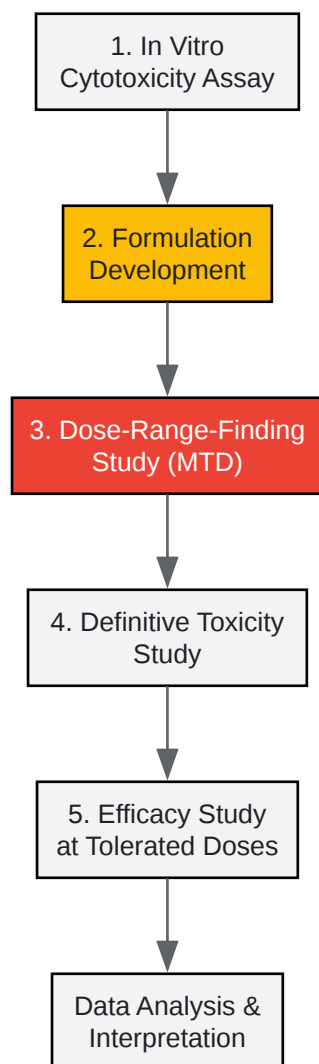 1. In Vitro
Cytotoxicity Assay
2. Formulation
Development
3. Dose-Range-Finding
Study (MTD)
4. Definitive Toxicity
Study
5. Efficacy Study
at Tolerated Doses
Data Analysis &
Interpretation